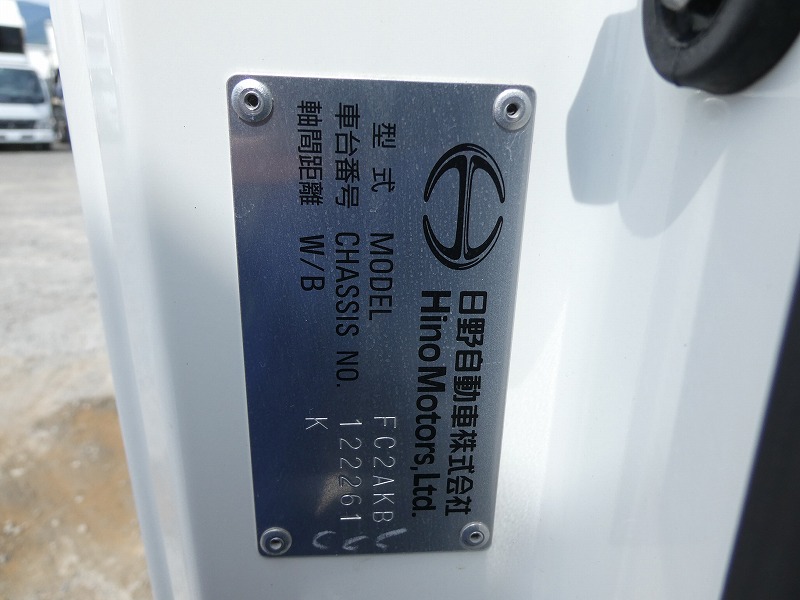 日野自動車株式会社
Hino Motors, Ltd.
型式 MODEL FC2AKB
車台番号 CHASSIS NO. 122261
軸間距離 W/B K